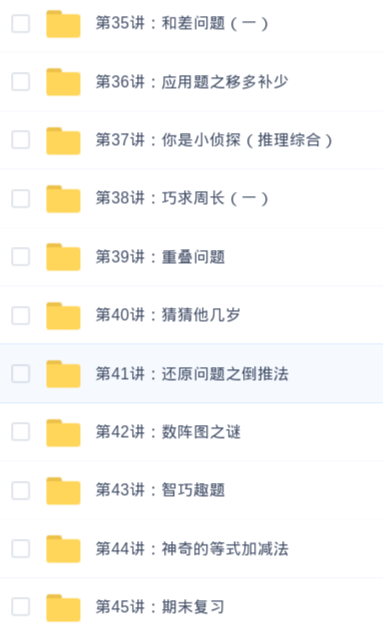 第35讲：和差问题（一）
第36讲：应用题之移多补少
第37讲：你是小侦探（推理综合）
第38讲：巧求周长（一）
第39讲：重叠问题
第40讲：猜猜他几岁
第41讲：还原问题之倒推法
第42讲：数阵图之谜
第43讲：智巧趣题
第44讲：神奇的等式加减法
第45讲：期末复习